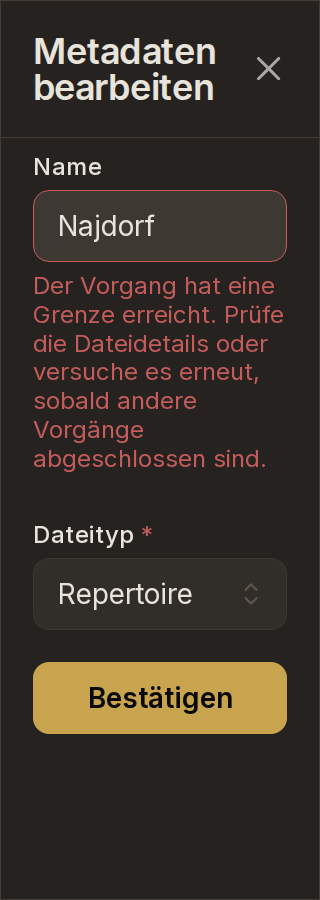 Metadaten
bearbeiten
Name
Najdorf
Der Vorgang hat eine
Grenze erreicht. Prüfe
die Dateidetails oder
versuche es erneut,
sobald andere
Vorgänge
abgeschlossen sind.
Dateityp *
Repertoire
Bestätigen